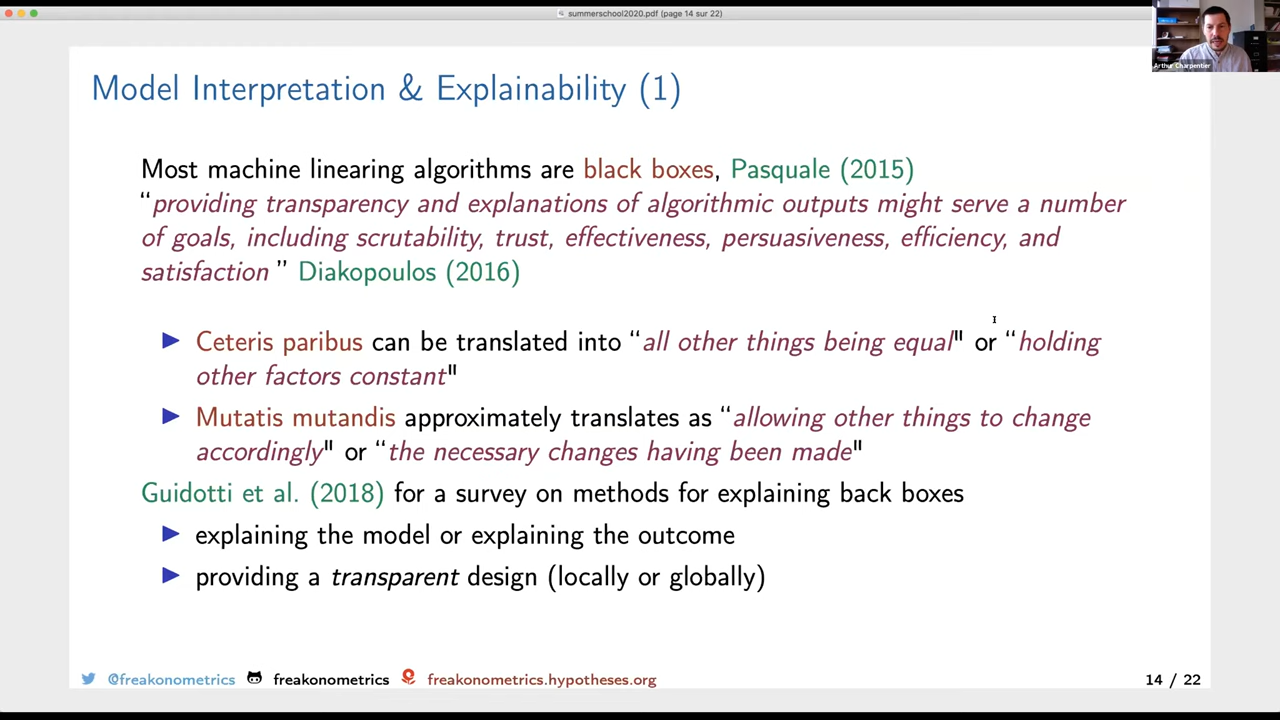 summerschool2020.pdf (page 14 sur 22)
Arthur Charpentier
Model Interpretation & Explainability (1)
Most machine linearing algorithms are black boxes, Pasquale (2015)
“providing transparency and explanations of algorithmic outputs might serve a number
of goals, including scrutability, trust, effectiveness, persuasiveness, efficiency, and
satisfaction ” Diakopoulos (2016)
▶ Ceteris paribus can be translated into “all other things being equal" or “holding
other factors constant"
▶ Mutatis mutandis approximately translates as “allowing other things to change
accordingly" or “the necessary changes having been made"
Guidotti et al. (2018) for a survey on methods for explaining back boxes
▶ explaining the model or explaining the outcome
▶ providing a transparent design (locally or globally)
@freakonometrics freakonometrics freakonometrics.hypotheses.org 14 / 22